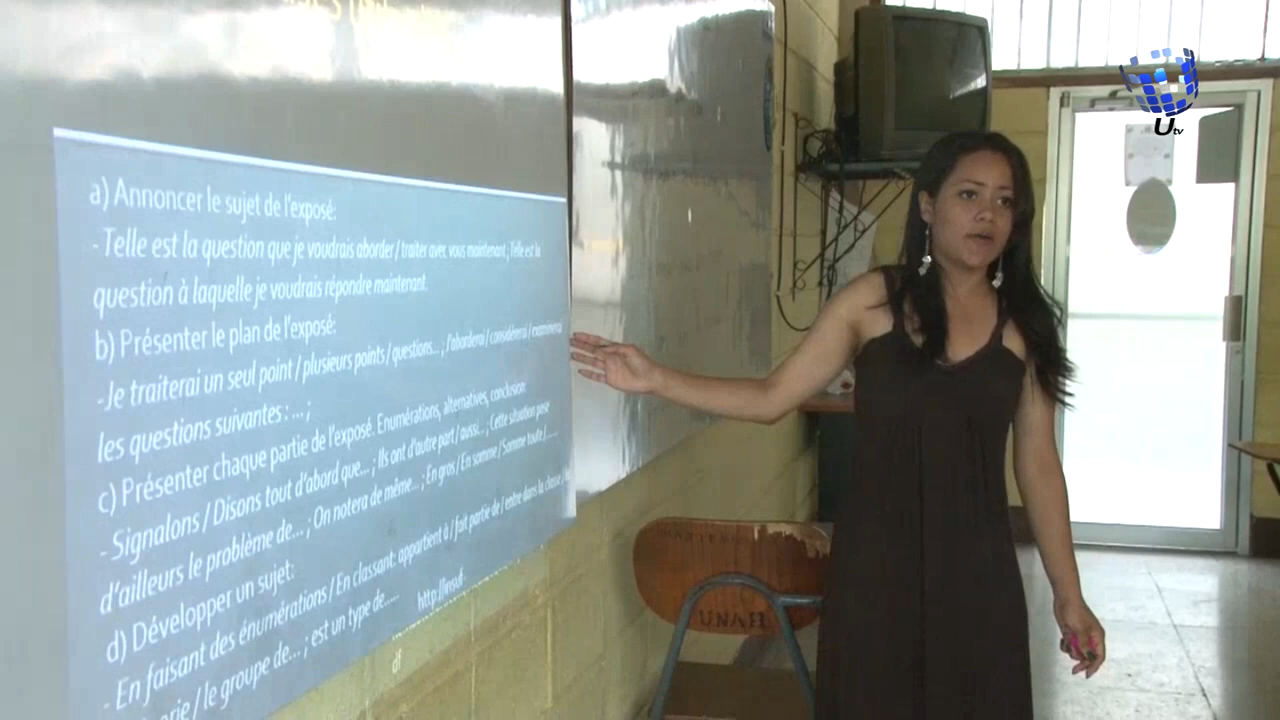 a) Annoncer le sujet de l'exposé:
- Telle est la question que je voudrais aborder / traiter avec vous maintenant ; Telle est la
question à laquelle je voudrais répondre maintenant.
b) Présenter le plan de l'exposé:
-Je traiterai un seul point / plusieurs points / questions... ; J'aborderai / considérerai / examinerai
les questions suivantes : ... ;
c) Présenter chaque partie de l'exposé. Enumérations, alternatives, conclusion:
- Signalons / Disons tout d'abord que... ; Ils ont d'autre part / aussi... ; Cette situation pose
d'ailleurs le problème de... ; On notera de même... ; En gros / En somme / Somme toute /.....
d) Développer un sujet:
- En faisant des énumérations / En classant: appartient à / fait partie de / entre dans la classe /
/ le groupe de... ; est un type de..... http://insuf-
df
UNAEE
Utv